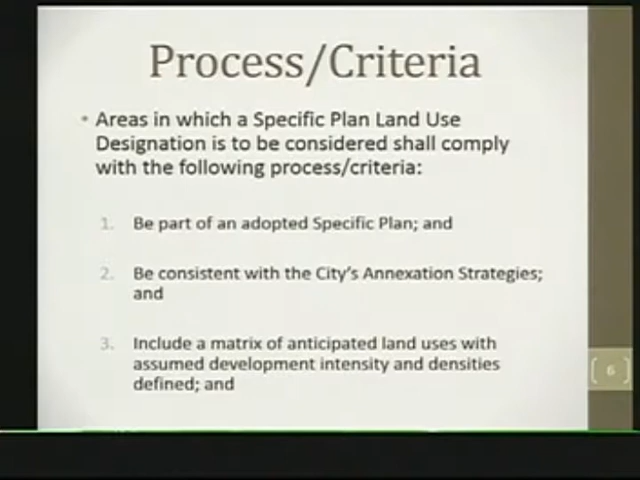 Process/Criteria
• Areas in which a Specific Plan Land Use
Designation is to be considered shall comply
with the following process/criteria:
1. Be part of an adopted Specific Plan; and
2. Be consistent with the City's Annexation Strategies;
and
3. Include a matrix of anticipated land uses with
assumed development intensity and densities
defined; and
6